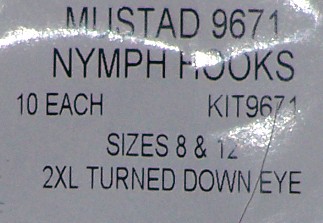 MUSTAD 9671
NYMPH HOOKS
10 EACH KIT9671
SIZES 8 & 12
2XL TURNED DOWN EYE